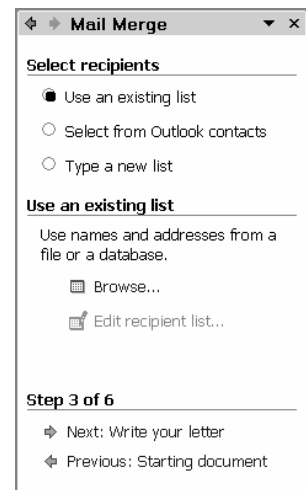 Mail Merge
Select recipients
Use an existing list
Select from Outlook contacts
Type a new list
Use an existing list
Use names and addresses from a
file or a database.
Browse...
Edit recipient list...
Step 3 of 6
Next: Write your letter
Previous: Starting document